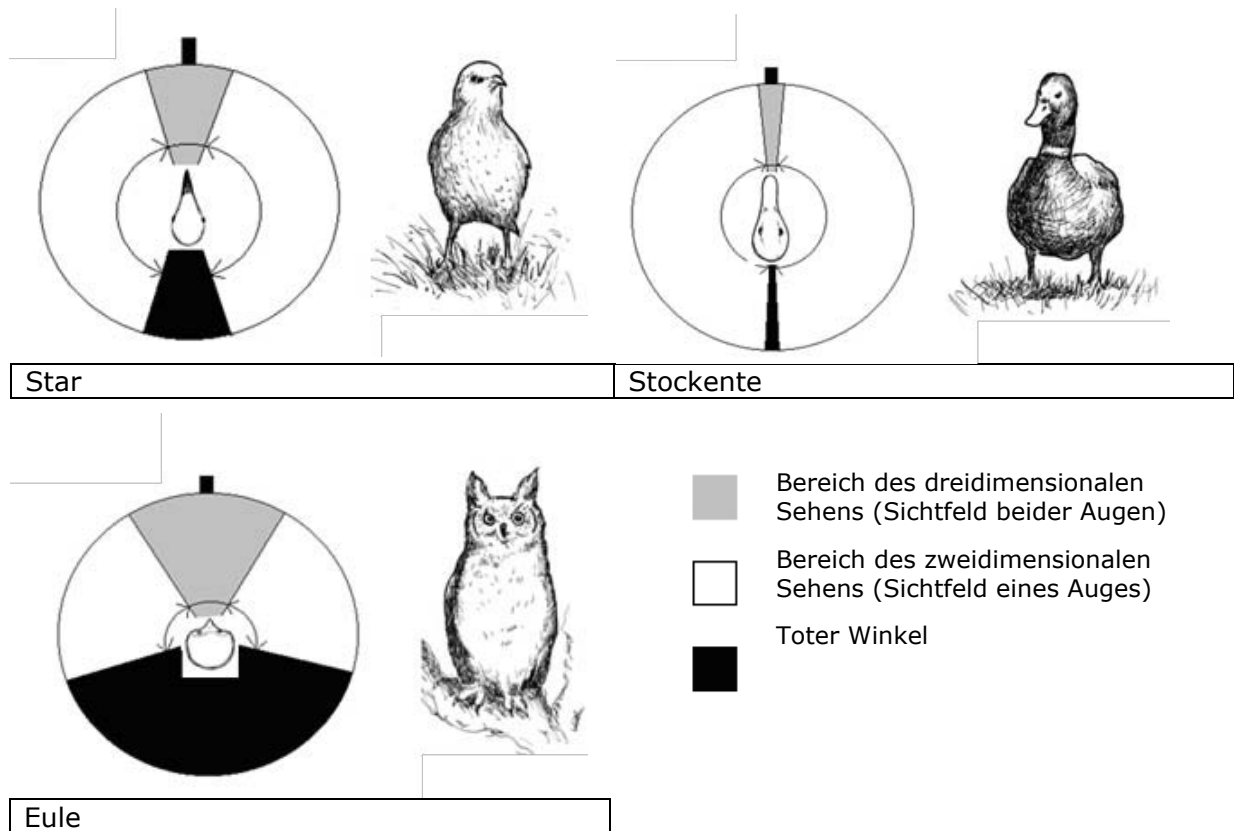 Star
Stockente
Bereich des dreidimensionalen
Sehens (Sichtfeld beider Augen)
Bereich des zweidimensionalen
Sehens (Sichtfeld eines Auges)
Toter Winkel
Eule